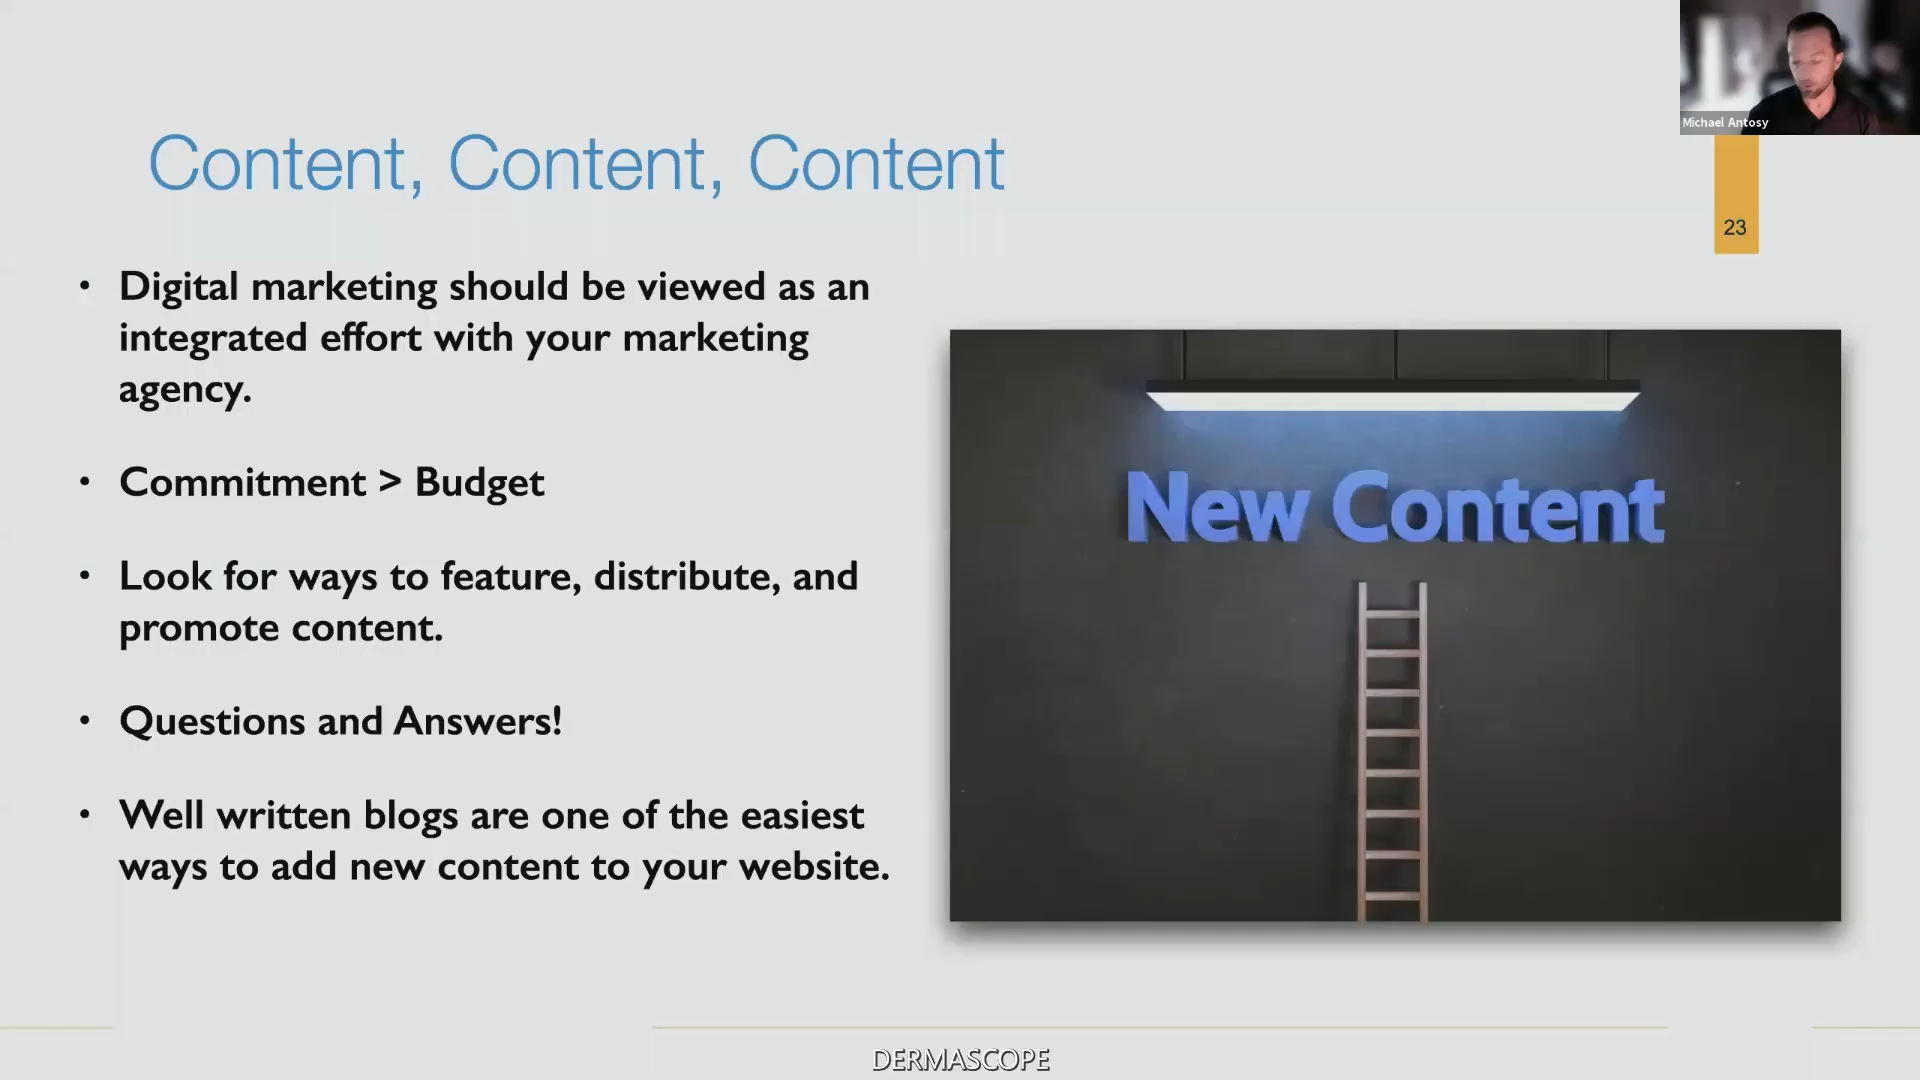 Michael Antosy
Content, Content, Content
23
• Digital marketing should be viewed as an
integrated effort with your marketing
agency.
• Commitment > Budget
• Look for ways to feature, distribute, and
promote content.
• Questions and Answers!
• Well written blogs are one of the easiest
ways to add new content to your website.
New Content
DERMASCOPE